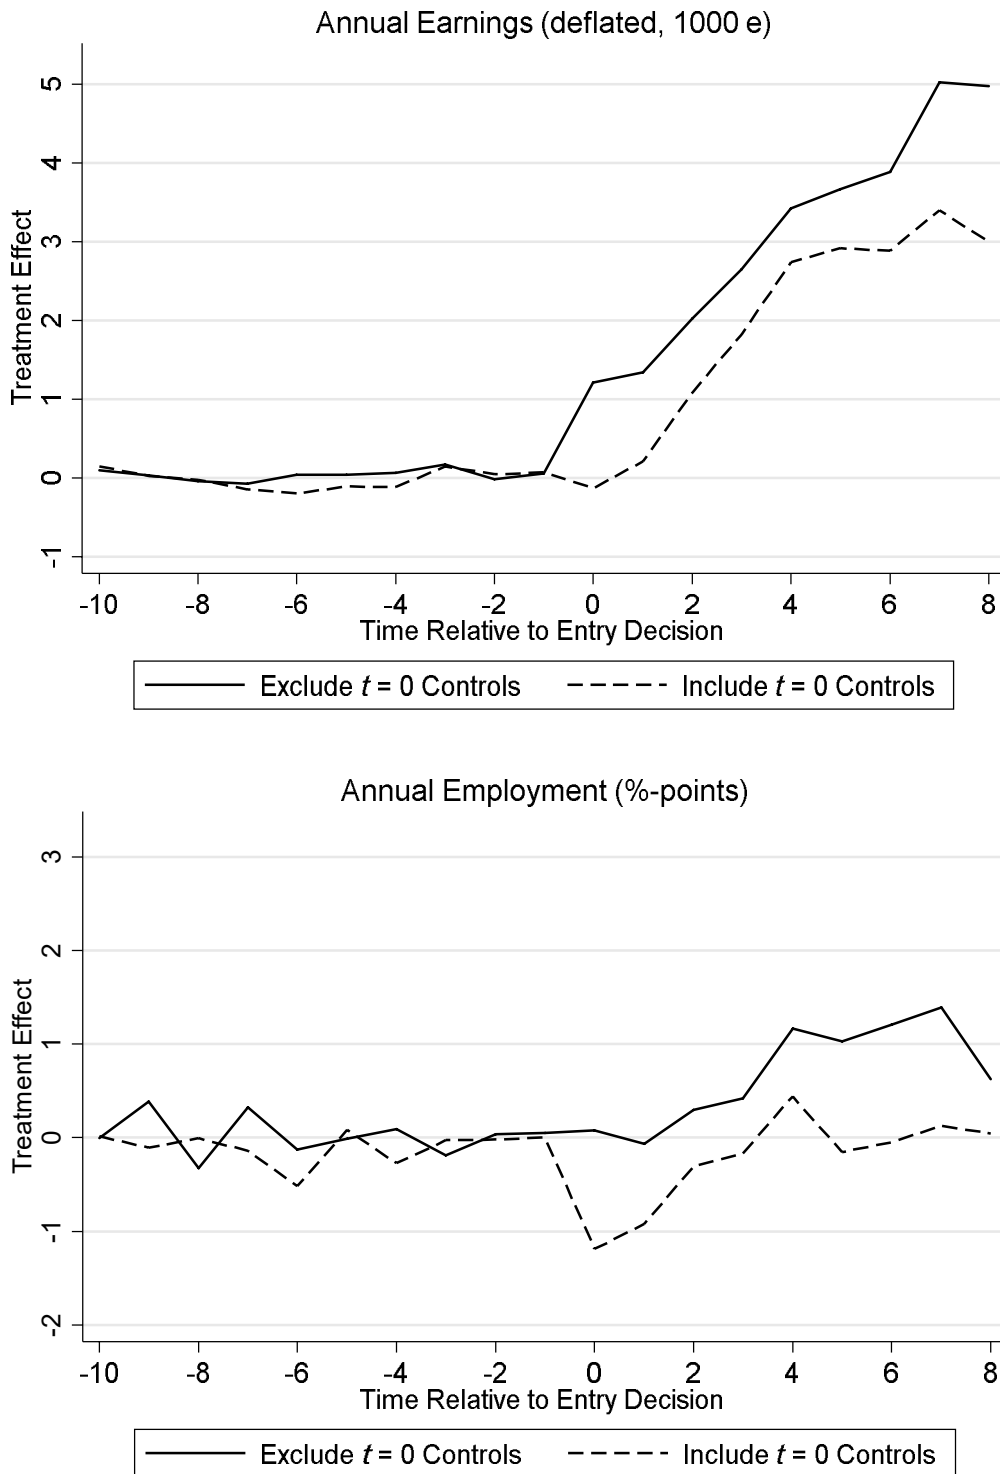 Annual Earnings (deflated, 1000 e)
5
4
3
2
1
0
-1
Treatment Effect
-10 -8 -6 -4 -2 0 2 4 6 8
Time Relative to Entry Decision
Exclude t = 0 Controls Include t = 0 Controls
Annual Employment (%-points)
3
2
1
0
-1
-2
Treatment Effect
-10 -8 -6 -4 -2 0 2 4 6 8
Time Relative to Entry Decision
Exclude t = 0 Controls Include t = 0 Controls